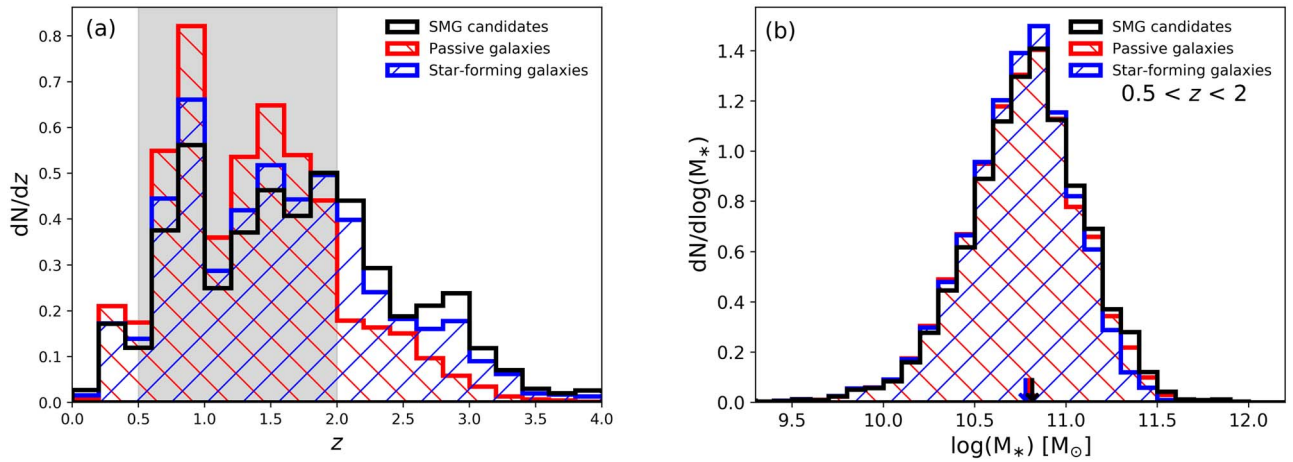 (a)
SMG candidates
Passive galaxies
Star-forming galaxies
dN/dz
0.8
0.7
0.6
0.5
0.4
0.3
0.2
0.1
0.0
0.0 0.5 1.0 1.5 2.0 2.5 3.0 3.5 4.0
z
(b)
SMG candidates
Passive galaxies
Star-forming galaxies
0.5 < z < 2
dN/dlog(M∗)
1.4
1.2
1.0
0.8
0.6
0.4
0.2
0.0
9.5 10.0 10.5 11.0 11.5 12.0
log(M∗) [M⊙]